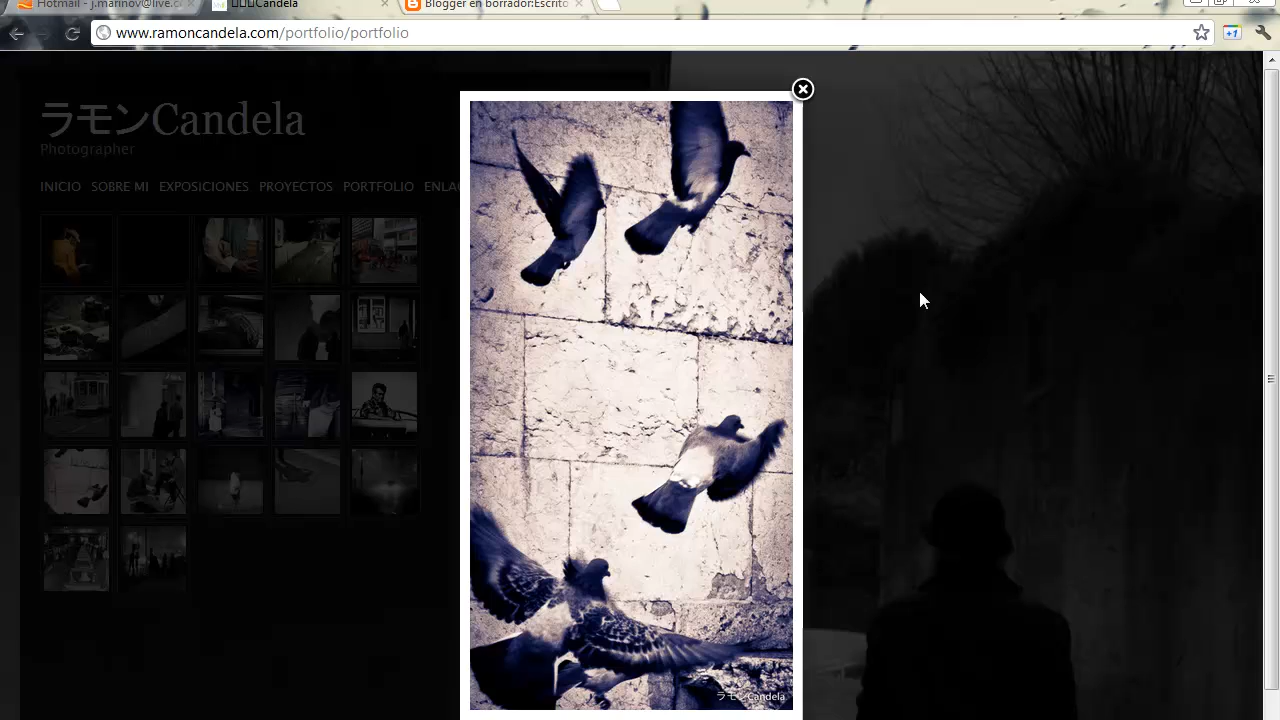 Hotmail - j.marinov@live.c
Candela
Blogger en borrador:Escrito
www.ramoncandela.com/portfolio/portfolio
+1
ラモンCandela
Photographer
INICIO SOBRE MI EXPOSICIONES PROYECTOS PORTFOLIO ENLA
ラモンCandela